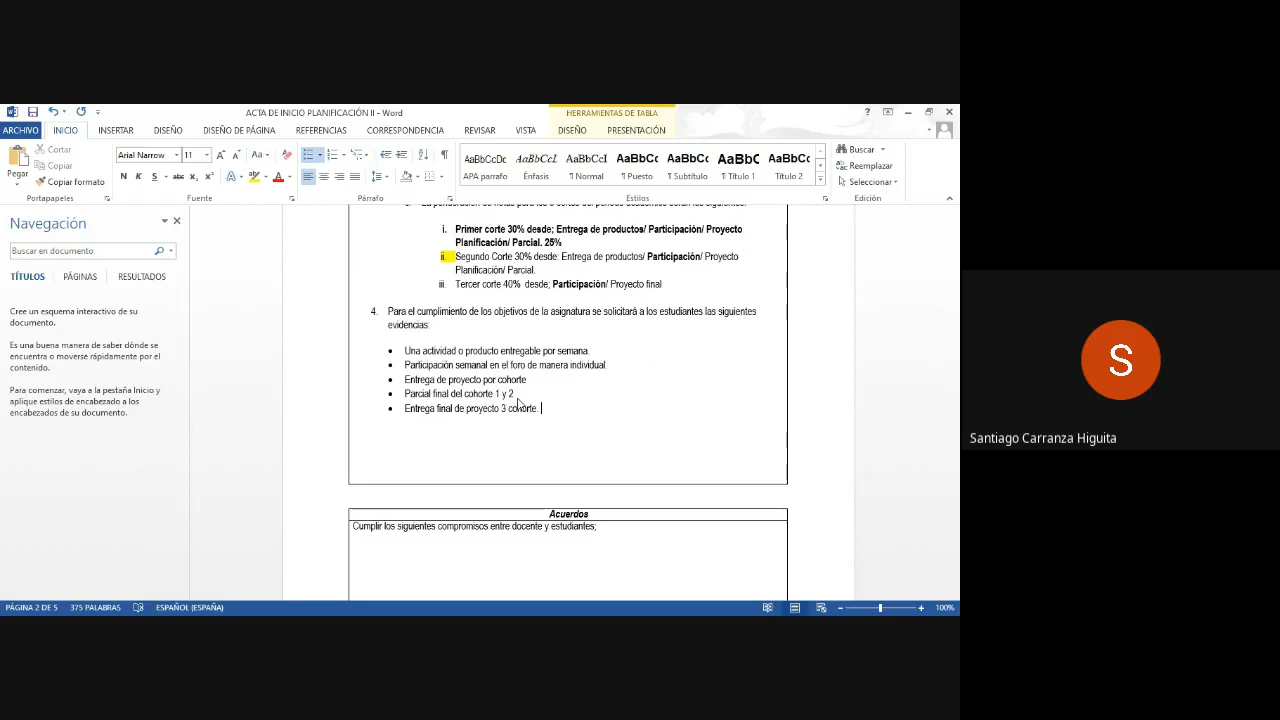 ACTA DE INICIO PLANIFICACIÓN II - Word
HERRAMIENTAS DE TABLA
ARCHIVO INICIO INSERTAR DISEÑO DISEÑO DE PÁGINA REFERENCIAS CORRESPONDENCIA REVISAR VISTA DISEÑO PRESENTACIÓN
Pegar
Cortar
Copiar
Copiar formato
Portapapeles
Arial Narrow 11
N K S abc x₂ x²
Fuente
Párrafo
AaBbCcDc AaBbCcL AaBbCcI AaBbCc AaBbCc AaBbC AaBbCc
APA parrafo Énfasis ¶ Normal ¶ Puesto ¶ Subtítulo ¶ Título 1 Título 2
Estilos
Buscar
Reemplazar
Seleccionar
Edición
Navegación
Buscar en documento
TÍTULOS PÁGINAS RESULTADOS
Cree un esquema interactivo de su
documento.
Es una buena manera de saber dónde se
encuentra o moverse rápidamente por el
contenido.
Para comenzar, vaya a la pestaña Inicio y
aplique estilos de encabezado a los
encabezados de su documento.
i. Primer corte 30% desde; Entrega de productos/ Participación/ Proyecto
Planificación/ Parcial. 25%
ii. Segundo Corte 30% desde: Entrega de productos/ Participación/ Proyecto
Planificación/ Parcial.
iii. Tercer corte 40% desde; Participación/ Proyecto final
4. Para el cumplimiento de los objetivos de la asignatura se solicitará a los estudiantes las siguientes
evidencias:
• Una actividad o producto entregable por semana.
• Participación semanal en el foro de manera individual.
• Entrega de proyecto por cohorte
• Parcial final del cohorte 1 y 2
• Entrega final de proyecto 3 cohorte.
Acuerdos
Cumplir los siguientes compromisos entre docente y estudiantes;
PÁGINA 2 DE 5 375 PALABRAS ESPAÑOL (ESPAÑA) 100%
S
Santiago Carranza Higuita